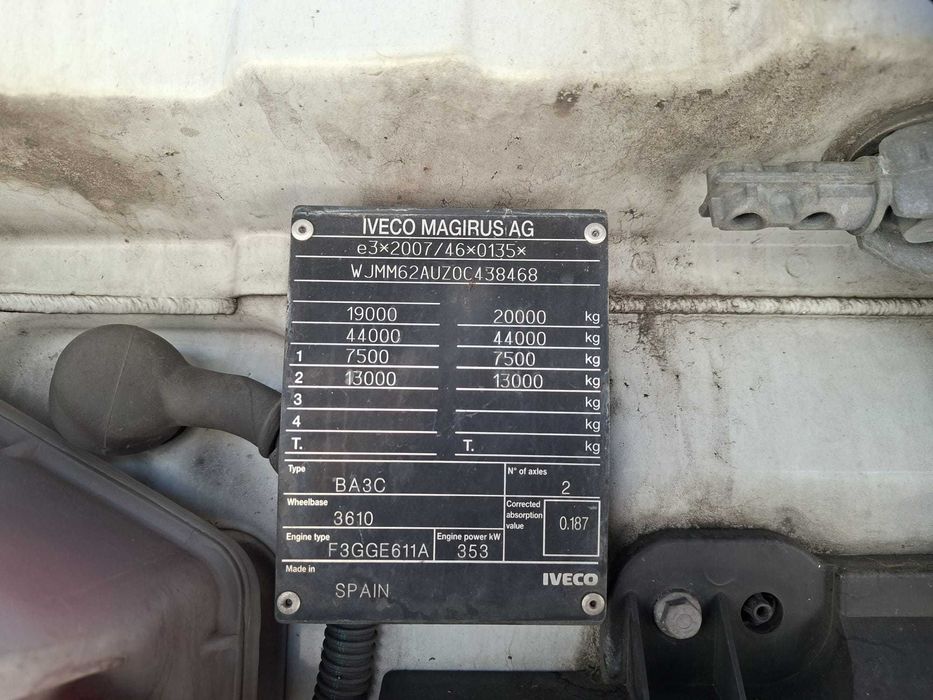 IVECO MAGIRUS AG
e3*2007/46*0135*
WJMM62AUZ0C438468
19000 20000 kg
44000 44000 kg
1 7500 7500 kg
2 13000 13000 kg
3 kg
4 kg
T. T. kg
Type BA3C N° of axles 2
Wheelbase 3610 Corrected absorption value 0.187
Engine type F3GGE611A Engine power kW 353
Made in SPAIN IVECO